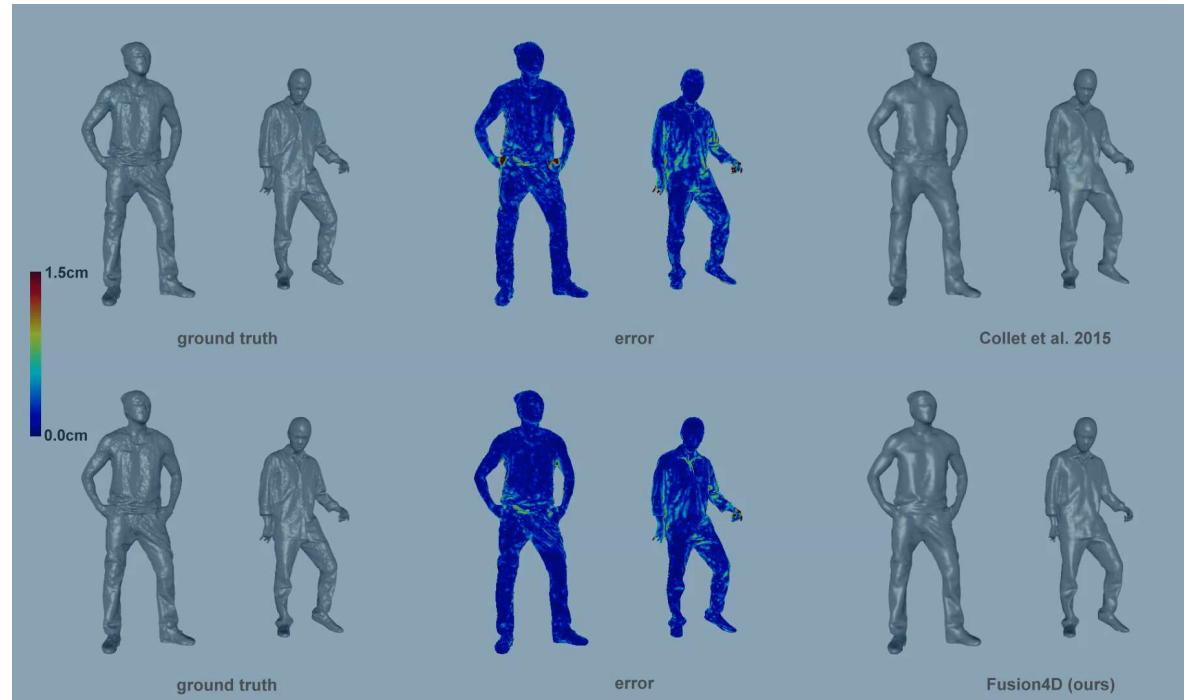 1.5cm
ground truth
error
Collet et al. 2015
0.0cm
ground truth
error
Fusion4D (ours)